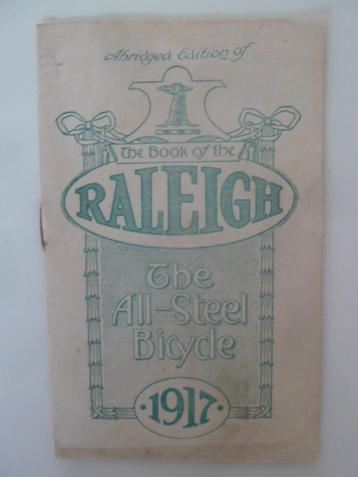 Abridged Edition of
The Book of the
RALEIGH
The
All-Steel
Bicycle
·1917·